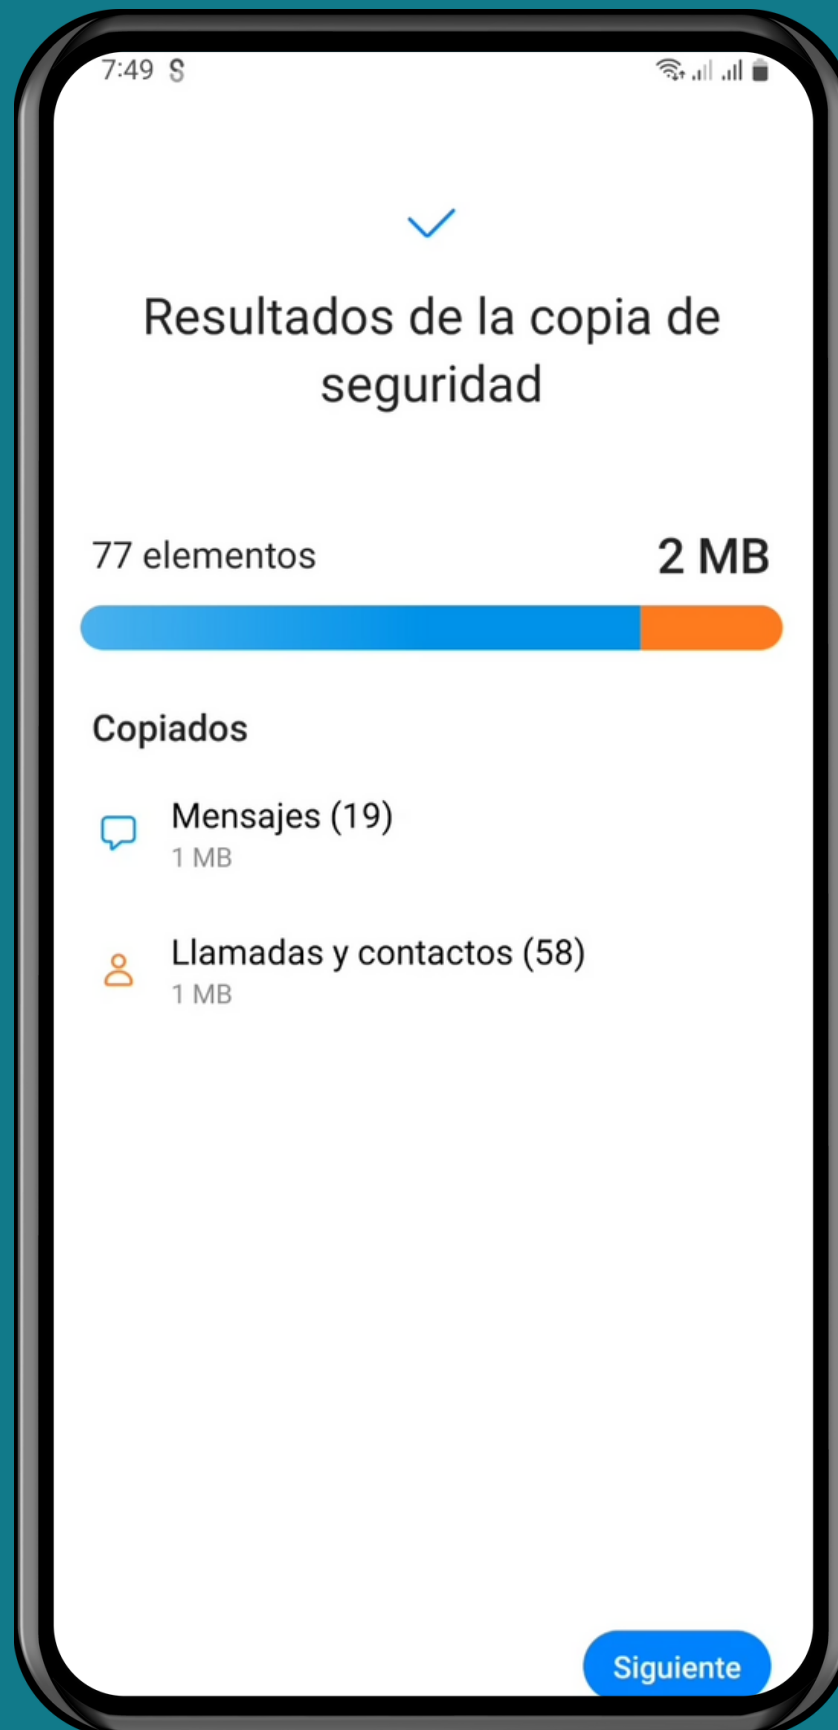 7:49 S
Resultados de la copia de
seguridad
77 elementos 2 MB
Copiados
Mensajes (19)
1 MB
Llamadas y contactos (58)
1 MB
Siguiente